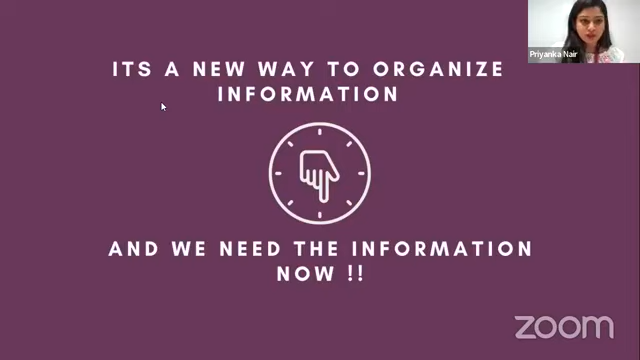 Priyanka Nair
ITS A NEW WAY TO ORGANIZE
INFORMATION
AND WE NEED THE INFORMATION
NOW !!
zoom